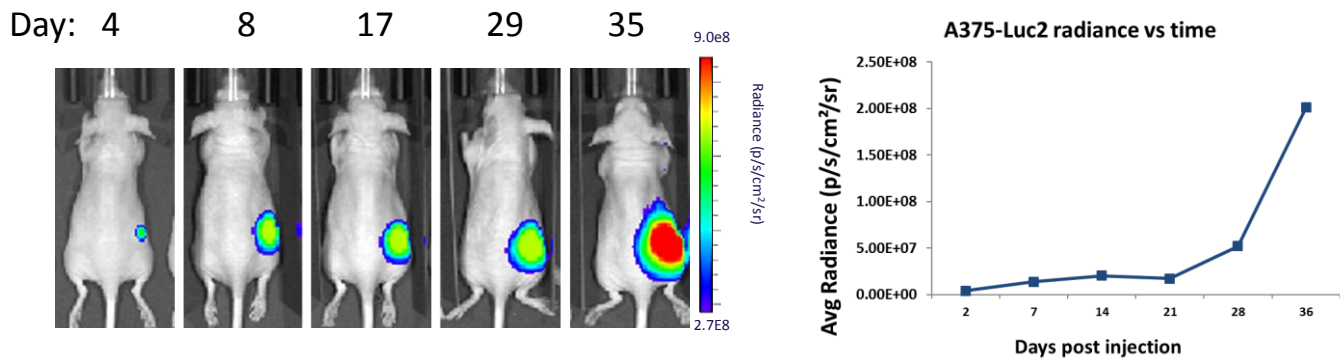 Day: 4 8 17 29 35
9.0e8
Radiance (p/s/cm²/sr)
2.7E8
A375-Luc2 radiance vs time
Avg Radiance (p/s/cm²/sr)
2.50E+08
2.00E+08
1.50E+08
1.00E+08
5.00E+07
0.00E+00
2 7 14 21 28 36
Days post injection